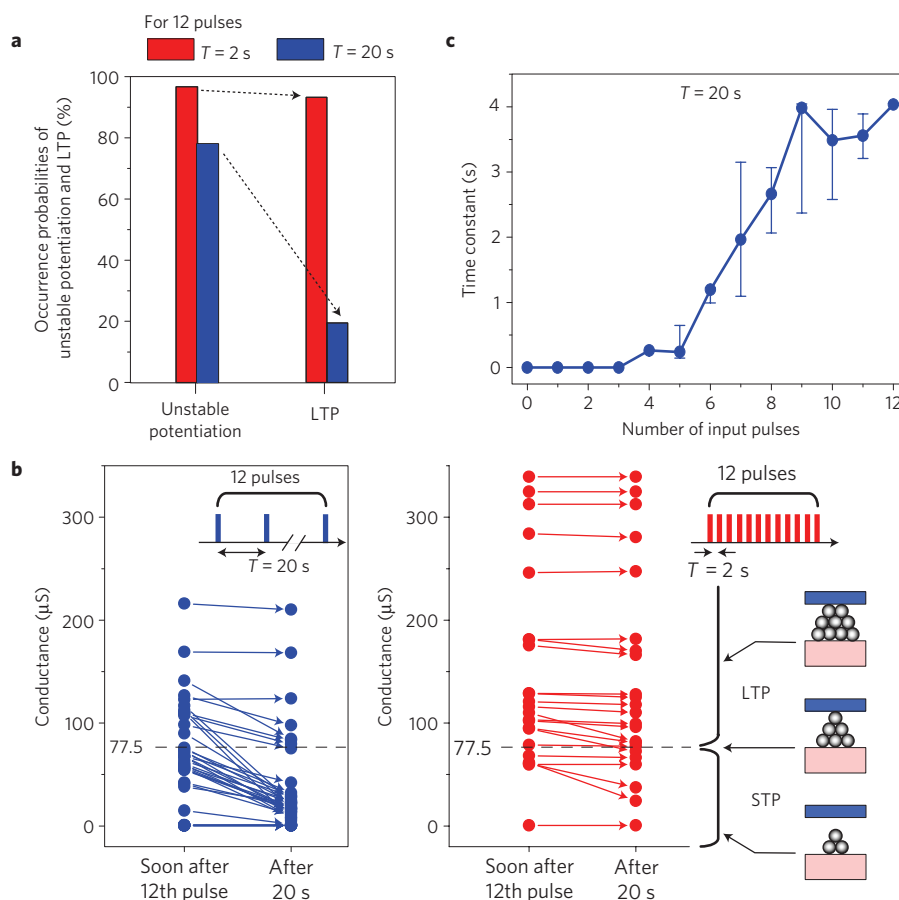 a
For 12 pulses
T = 2 s
T = 20 s
Occurrence probabilities of
unstable potentiation and LTP (%)
100
80
60
40
20
0
Unstable
potentiation
LTP
c
T = 20 s
Time constant (s)
4
3
2
1
0
0
2
4
6
8
10
12
Number of input pulses
b
12 pulses
T = 20 s
Conductance (μS)
300
200
100
77.5
0
Soon after
12th pulse
After
20 s
12 pulses
T = 2 s
Conductance (μS)
300
200
100
77.5
0
Soon after
12th pulse
After
20 s
LTP
STP